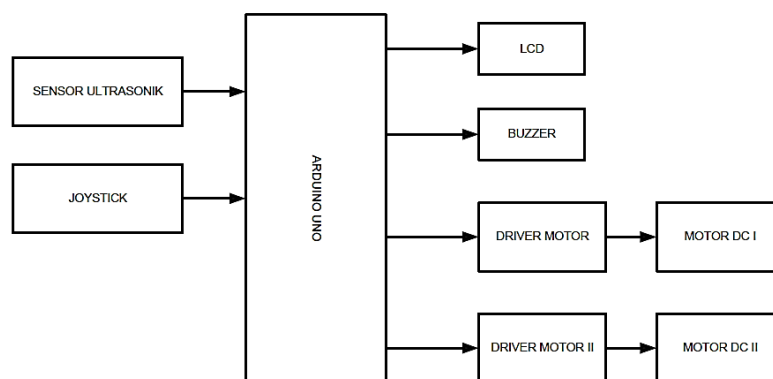 LCD
SENSOR ULTRASONIK
BUZZER
ARDUINO UNO
JOYSTICK
DRIVER MOTOR
MOTOR DC I
DRIVER MOTOR II
MOTOR DC II